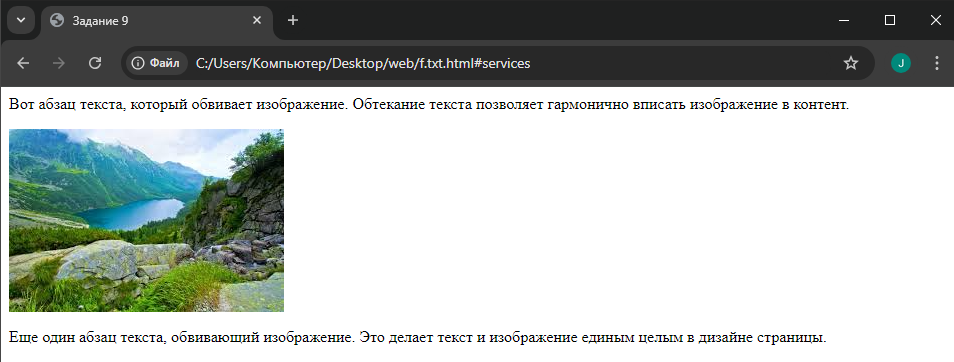 Задание 9
Файл C:/Users/Компьютер/Desktop/web/f.txt.html#services J
Вот абзац текста, который обвивает изображение. Обтекание текста позволяет гармонично вписать изображение в контент.
Еще один абзац текста, обвивающий изображение. Это делает текст и изображение единым целым в дизайне страницы.